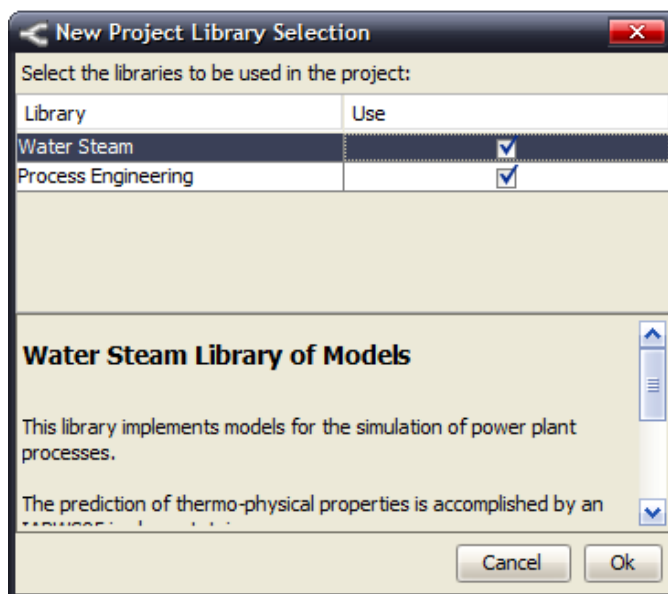 New Project Library Selection
Select the libraries to be used in the project:
Library Use
Water Steam
Process Engineering
Water Steam Library of Models
This library implements models for the simulation of power plant
processes.
The prediction of thermo-physical properties is accomplished by an
Cancel Ok